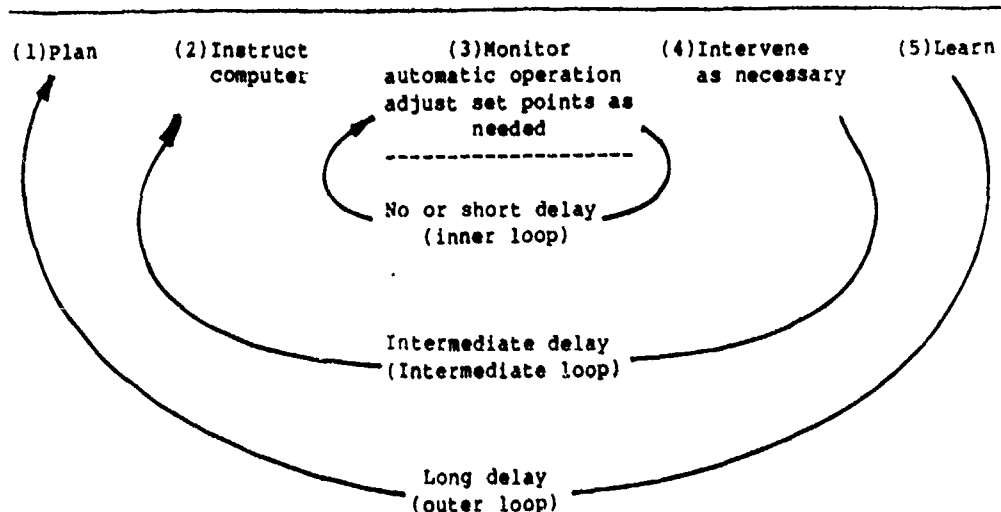 (1)Plan
(2)Instruct
computer
(3)Monitor
automatic operation
adjust set points as
needed
---------------------
(4)Intervene
as necessary
(5)Learn
No or short delay
(inner loop)
Intermediate delay
(Intermediate loop)
Long delay
(outer loop)